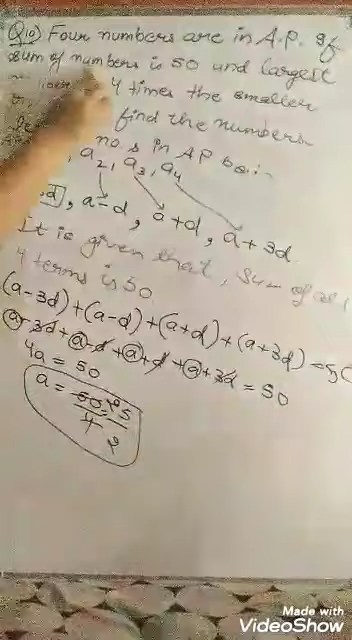 Q10) Four numbers are in A.P. If
sum of numbers is 50 and largest
4 times the smaller
find the numbers.
no s in AP be
a2, a3, a4
d, a-d, a+d, a+3d
It is given that, sum of all
4 terms is 50
(a-3d)+(a-d)+(a+d)+(a+3d)=50
a-3d+a-d+a+d+a+3d=50
4a = 50
a = 50 25
4 2
Made with
VideoShow